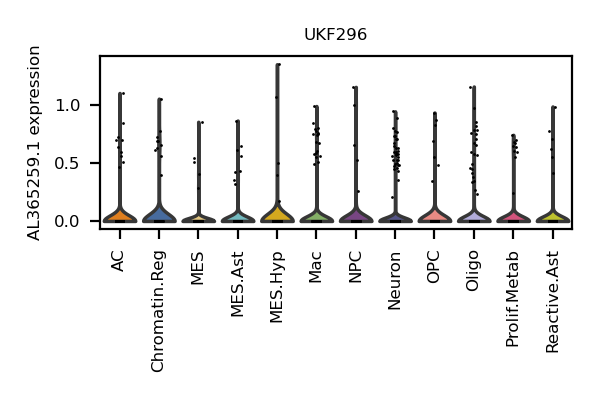 UKF296
AL365259.1 expression
1.0
0.5
0.0
AC
Chromatin.Reg
MES
MES.Ast
MES.Hyp
Mac
NPC
Neuron
OPC
Oligo
Prolif.Metab
Reactive.Ast